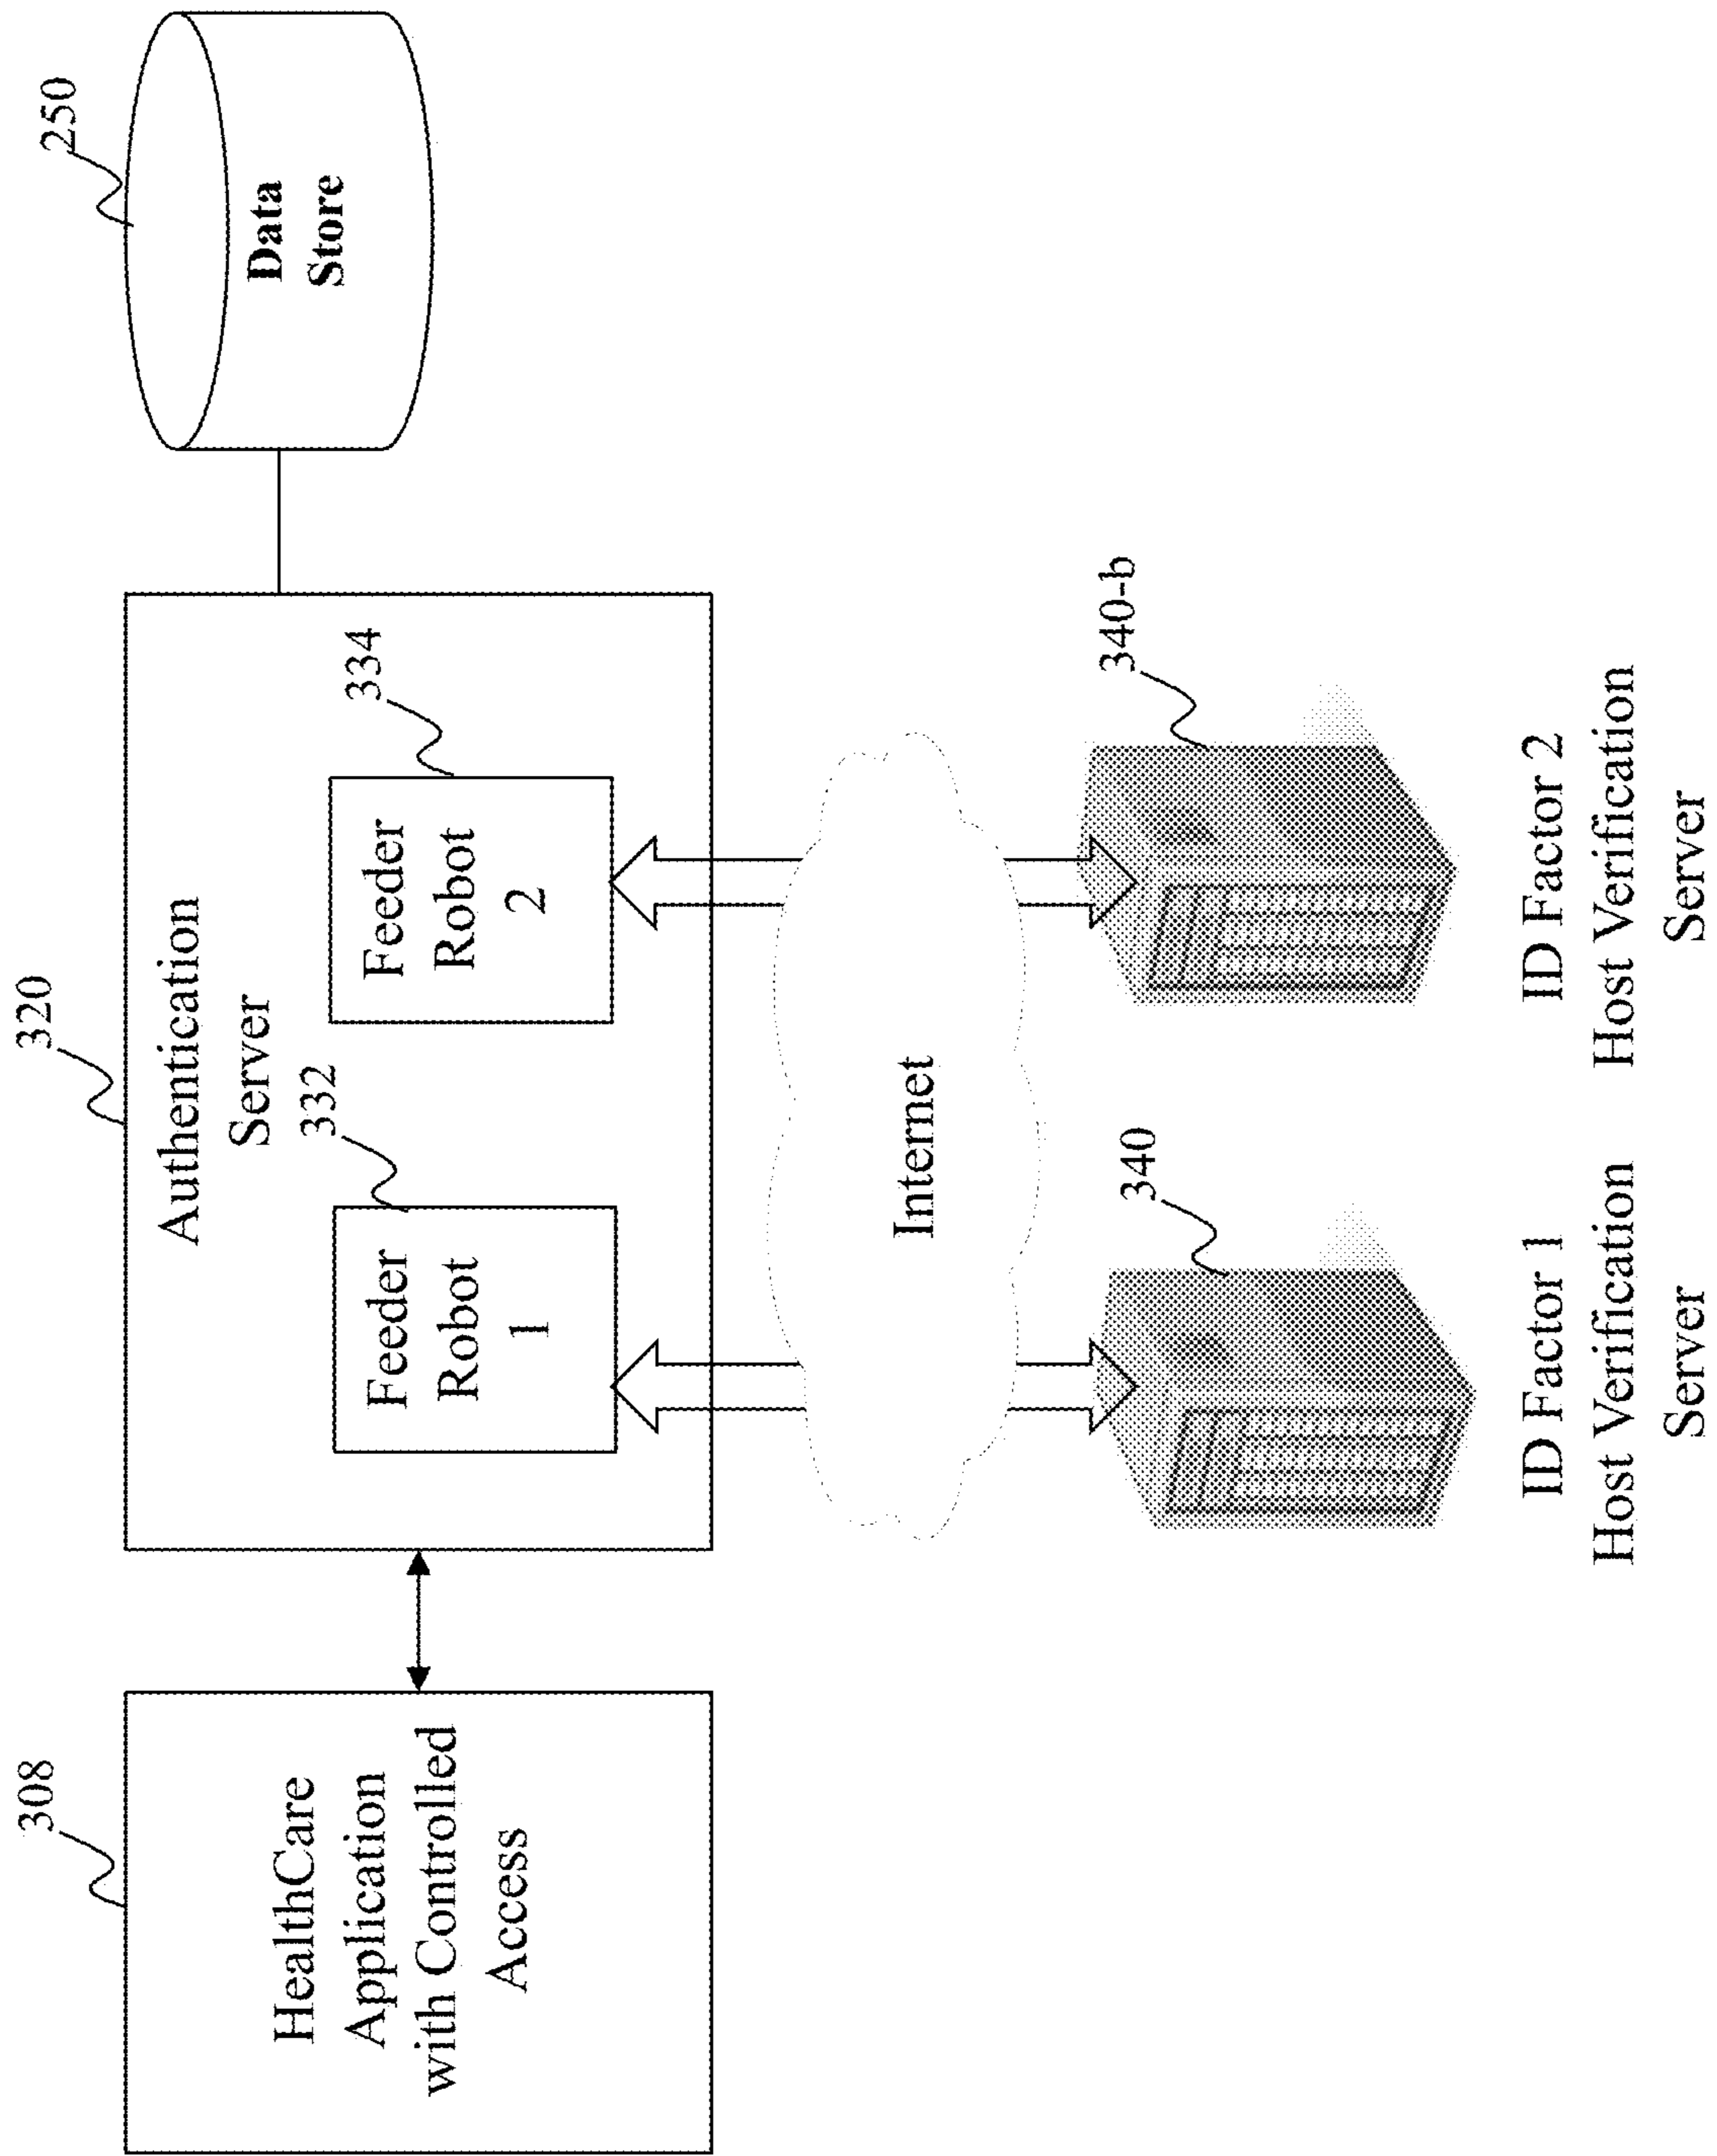 308
HealthCare
Application
with Controlled
Access
320
Authentication
Server
332
Feeder
Robot
1
334
Feeder
Robot
2
250
Data
Store
Internet
340
ID Factor 1
Host Verification
Server
340-b
ID Factor 2
Host Verification
Server